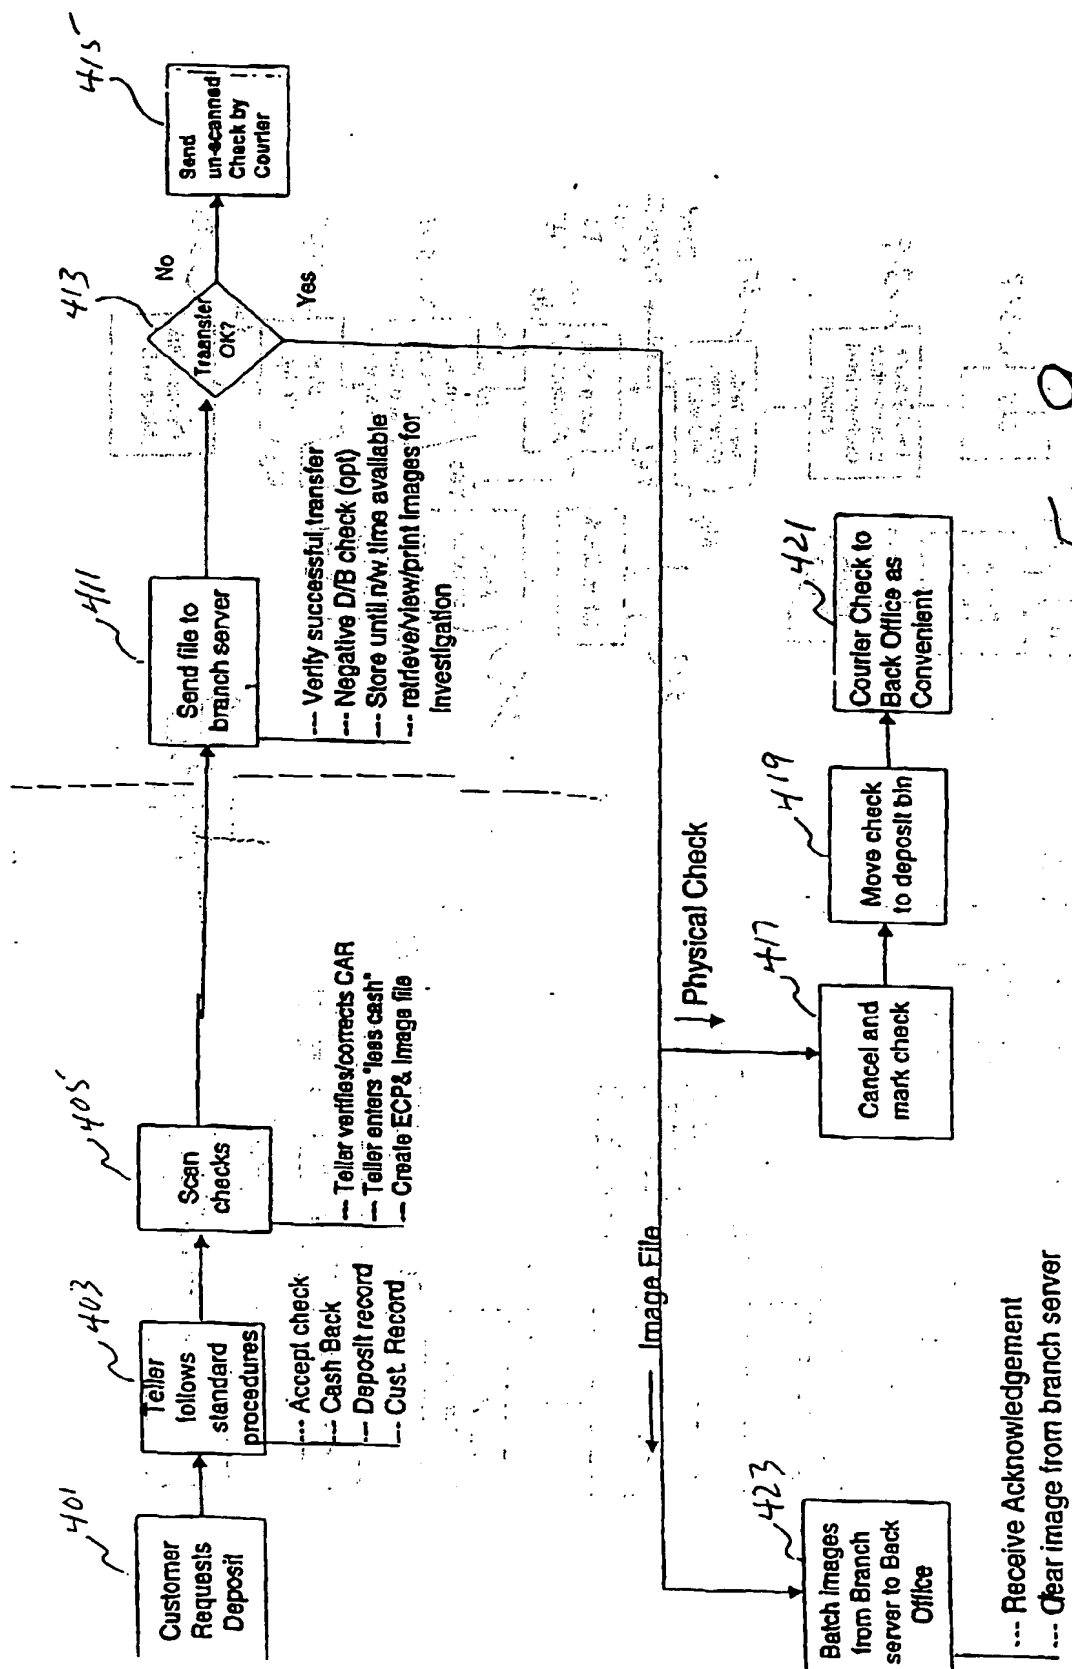 401
Customer
Requests
Deposit
403
Teller
follows
standard
procedures
--- Accept check
--- Cash Back
--- Deposit record
--- Cust. Record
405
Scan
checks
--- Teller verifies/corrects CAR
--- Teller enters "less cash"
--- Create ECP& Image file
411
Send file to
branch server
--- Verify successful transfer
--- Negative D/B check (opt)
--- Store until n/w time available
--- retrieve/view/print Images for
Investigation
413
Traansfer
OK?
No
Yes
415
Send
un-scanned
Check by
Courier
Image File
Physical Check
417
Cancel and
mark check
419
Move check
to deposit bin
421
Courier Check to
Back Office as
Convenient
423
Batch Images
from Branch
server to Back
Office
--- Receive Acknowledgement
--- Clear image from branch server